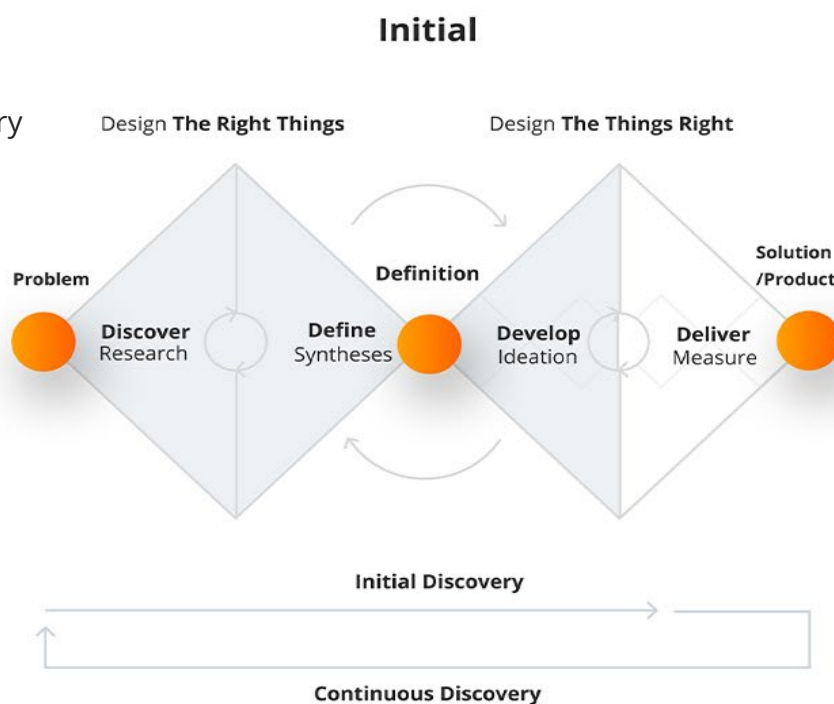 Initial
ry
Design The Right Things
Design The Things Right
Problem
Definition
Solution
/Product
Discover
Research
Define
Syntheses
Develop
Ideation
Deliver
Measure
Initial Discovery
Continuous Discovery